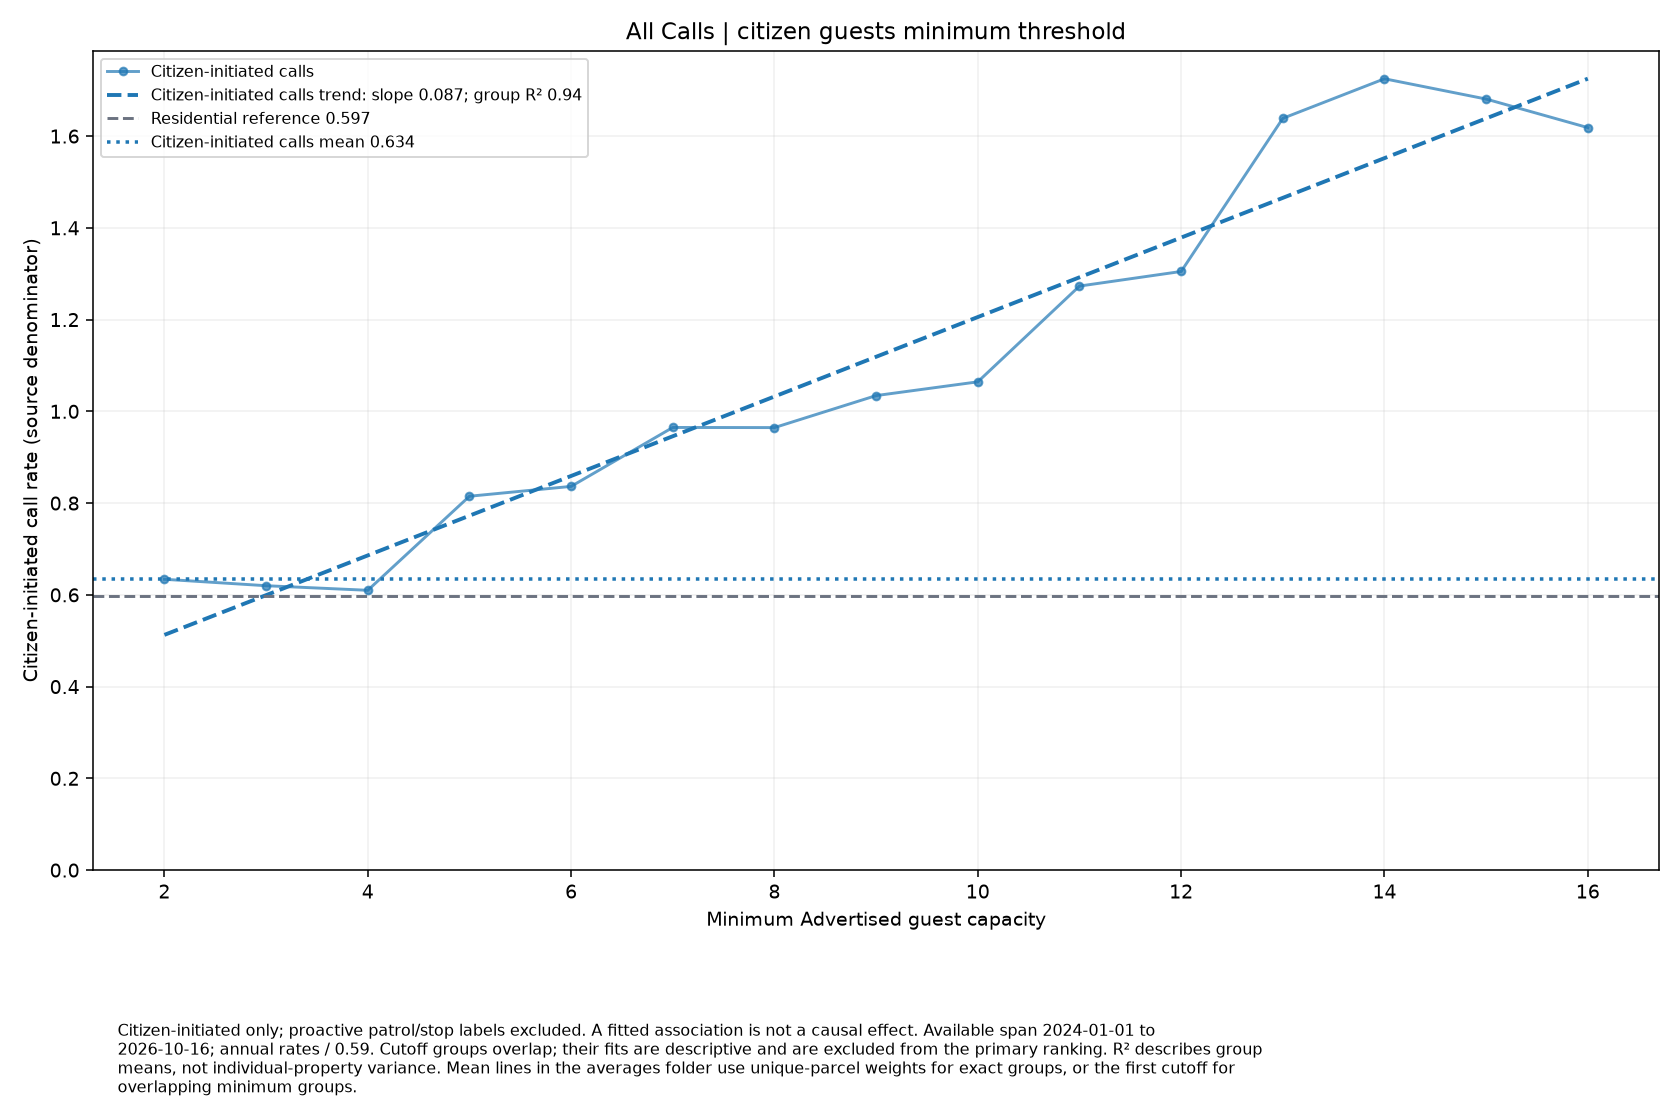 All Calls | citizen guests minimum threshold
Citizen-initiated calls
Citizen-initiated calls trend: slope 0.087; group R² 0.94
Residential reference 0.597
Citizen-initiated calls mean 0.634
Citizen-initiated call rate (source denominator)
1.6
1.4
1.2
1.0
0.8
0.6
0.4
0.2
0.0
2 4 6 8 10 12 14 16
Minimum Advertised guest capacity
Citizen-initiated only; proactive patrol/stop labels excluded. A fitted association is not a causal effect. Available span 2024-01-01 to
2026-10-16; annual rates / 0.59. Cutoff groups overlap; their fits are descriptive and are excluded from the primary ranking. R² describes group
means, not individual-property variance. Mean lines in the averages folder use unique-parcel weights for exact groups, or the first cutoff for
overlapping minimum groups.